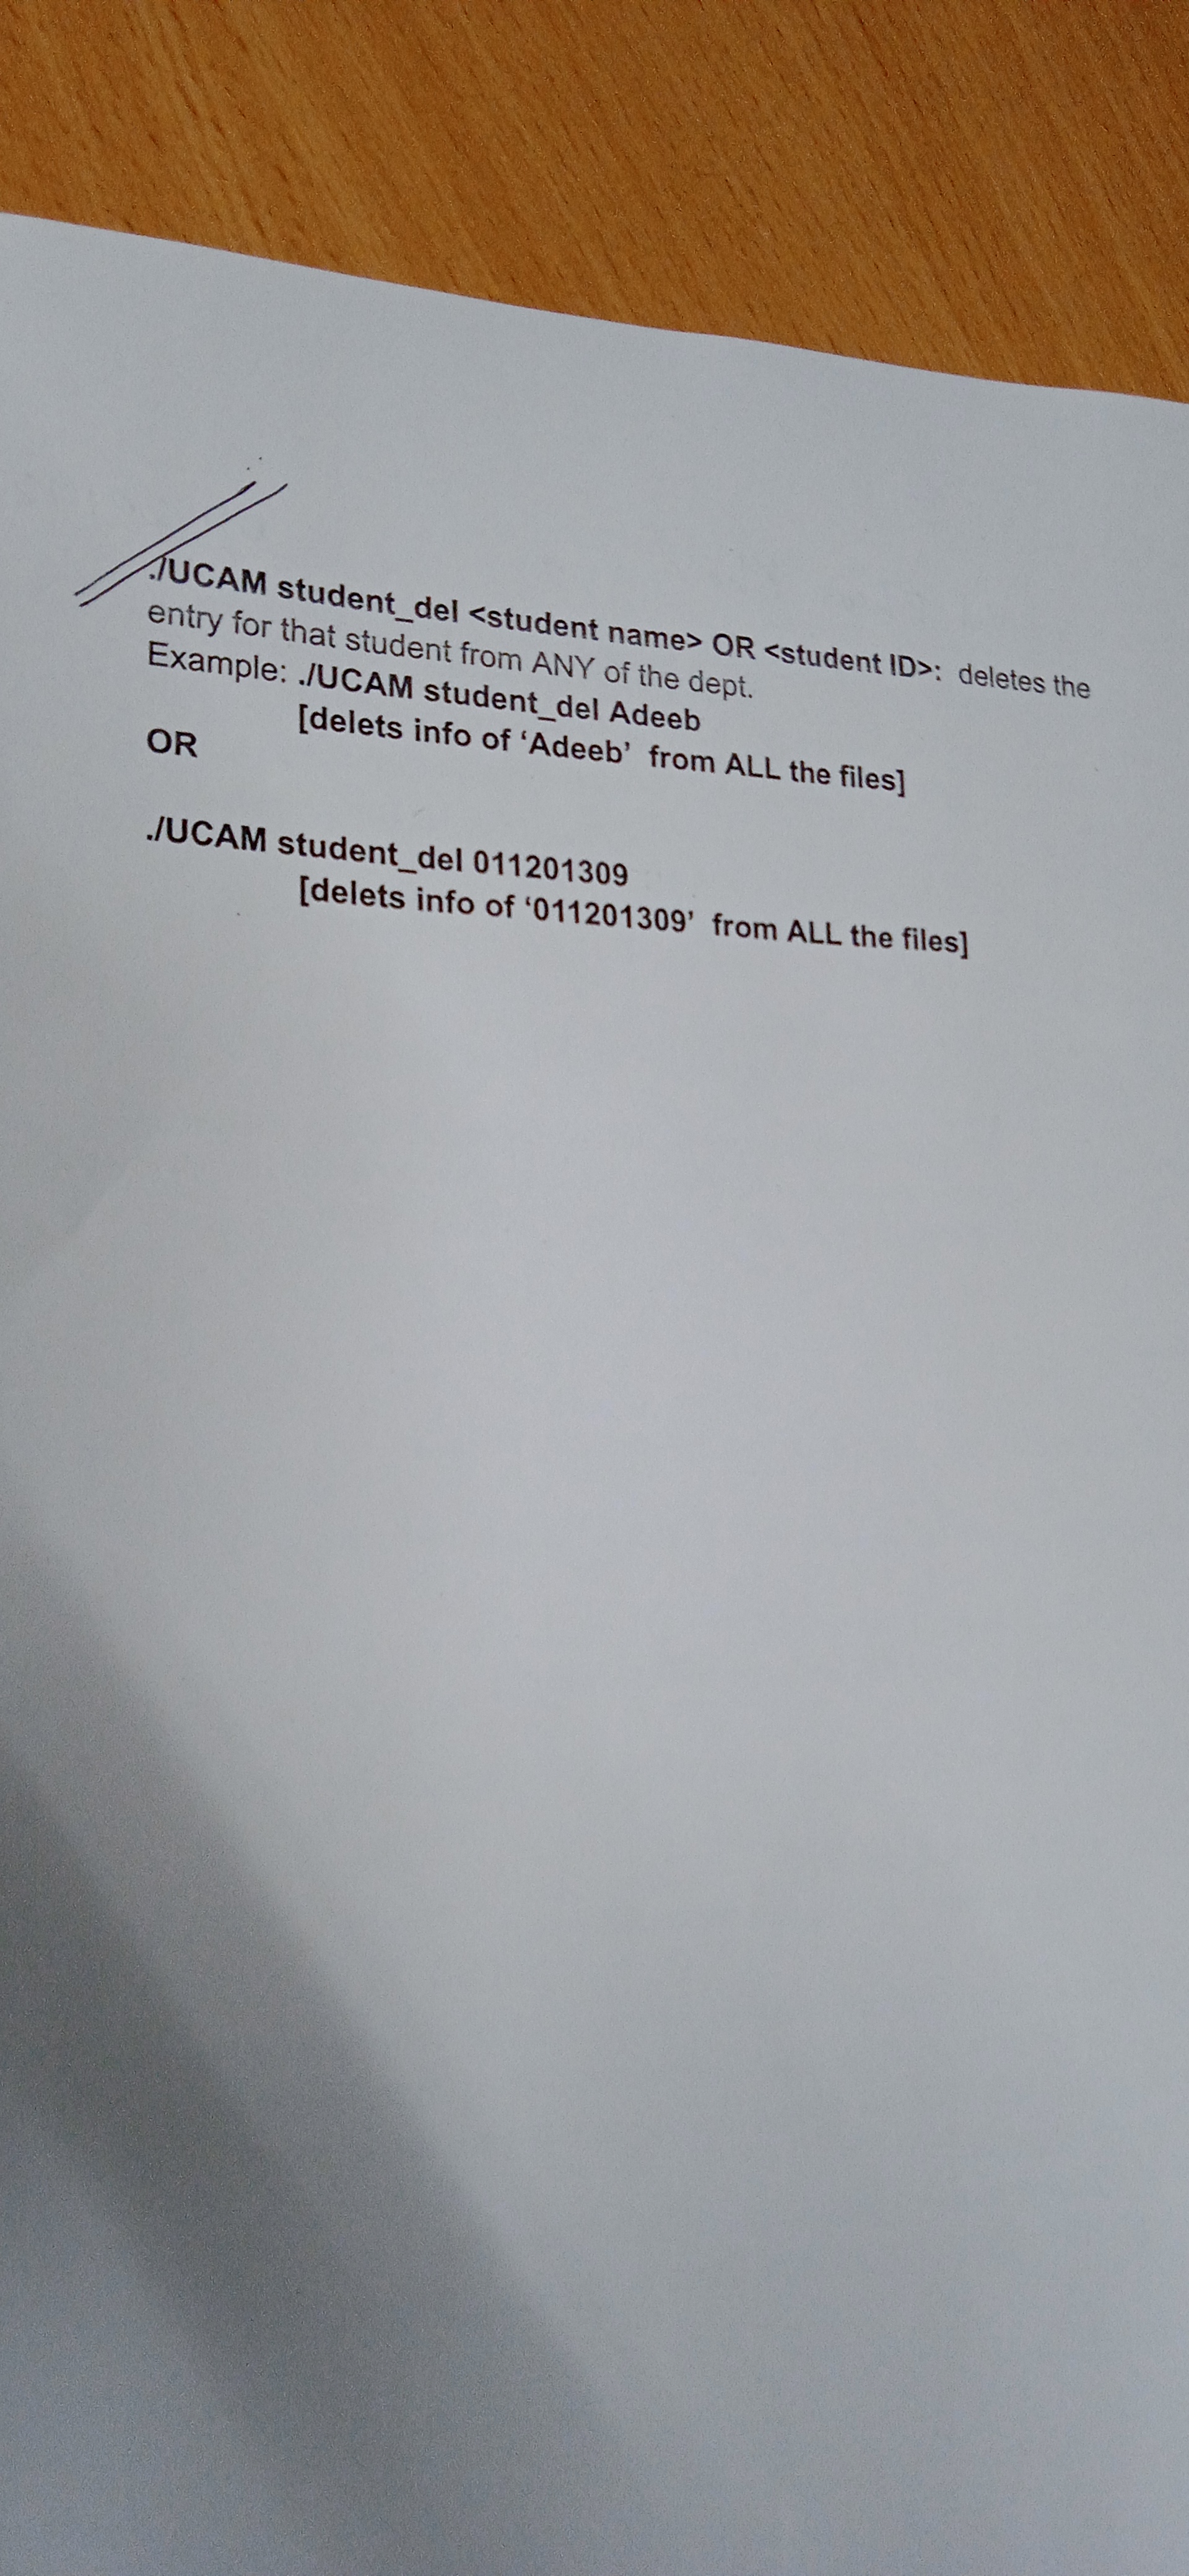 ./UCAM student_del <student name> OR <student ID>: deletes the
entry for that student from ANY of the dept.
Example: ./UCAM student_del Adeeb
[delets info of ‘Adeeb’ from ALL the files]
OR
./UCAM student_del 011201309
[delets info of ‘011201309’ from ALL the files]